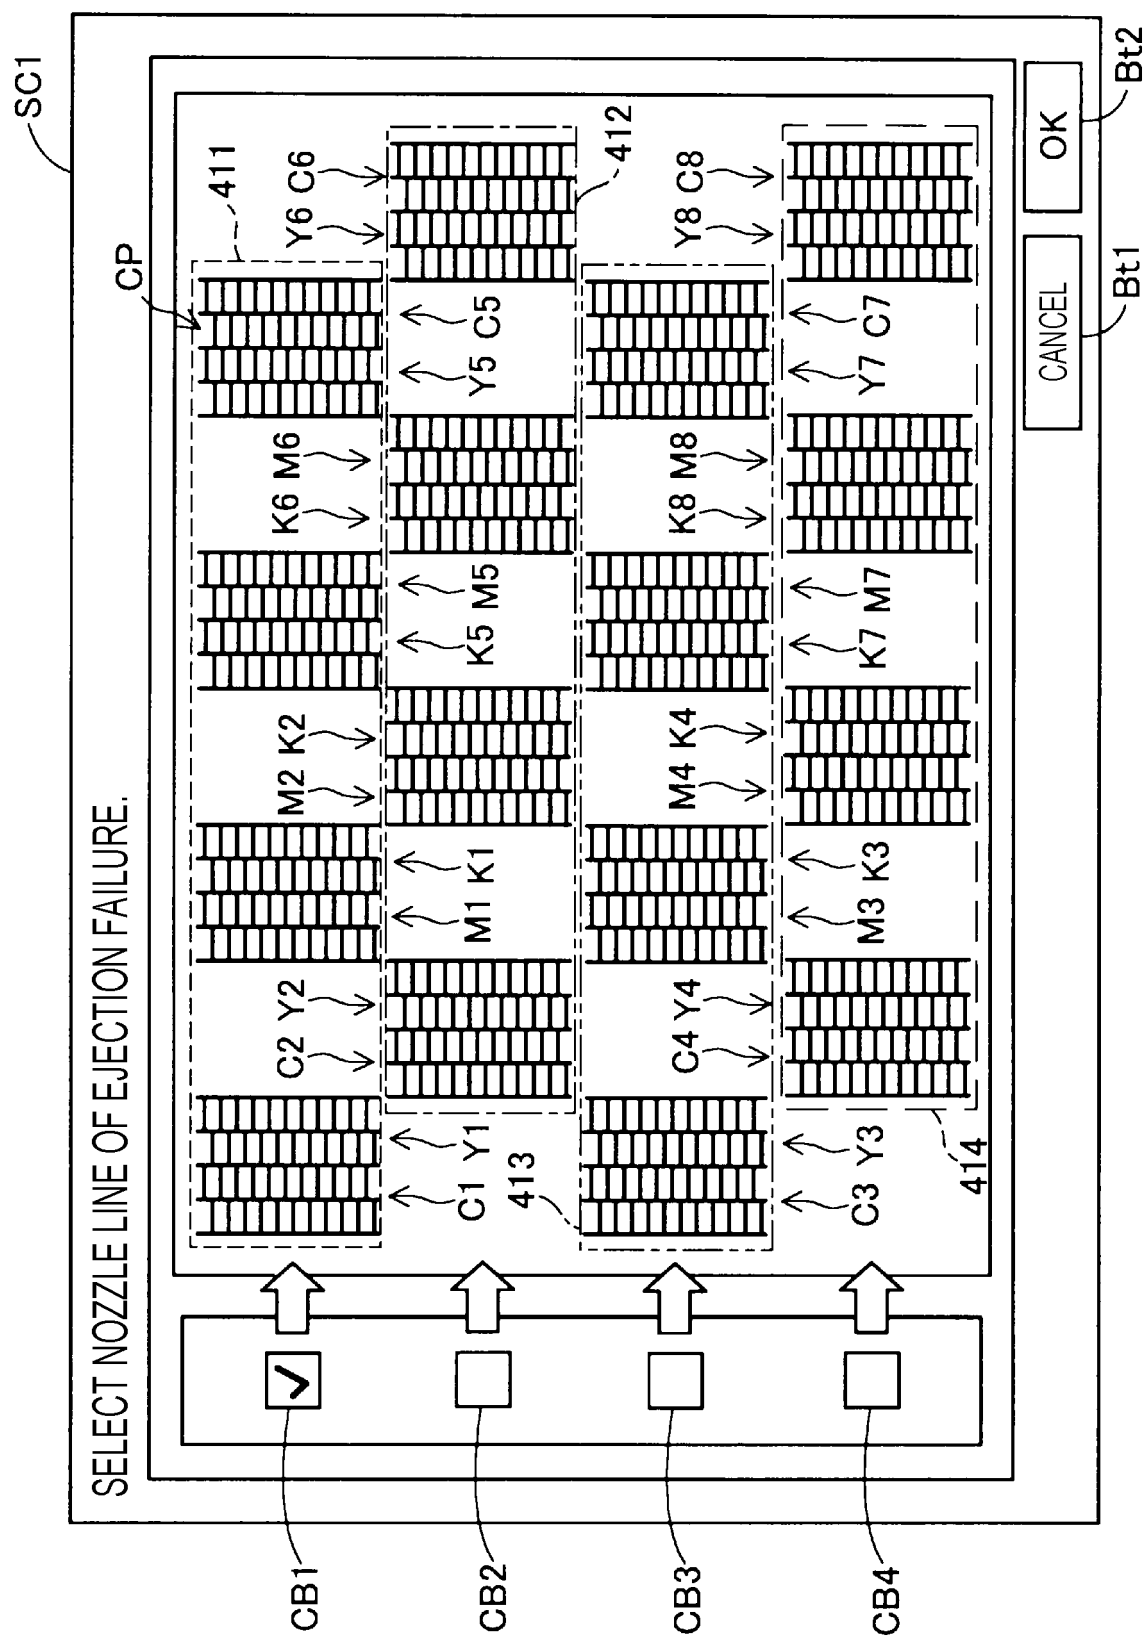 SC1
SELECT NOZZLE LINE OF EJECTION FAILURE.
CP
411
CB1
C2 Y2 M2 K2 K6 M6 Y6 C6
C1 Y1 M1 K1 K5 M5 Y5 C5
CB2
412
413
CB3
C4 Y4 M4 K4 K8 M8 Y8 C8
C3 Y3 M3 K3 K7 M7 Y7 C7
CB4
414
CANCEL OK
Bt1 Bt2